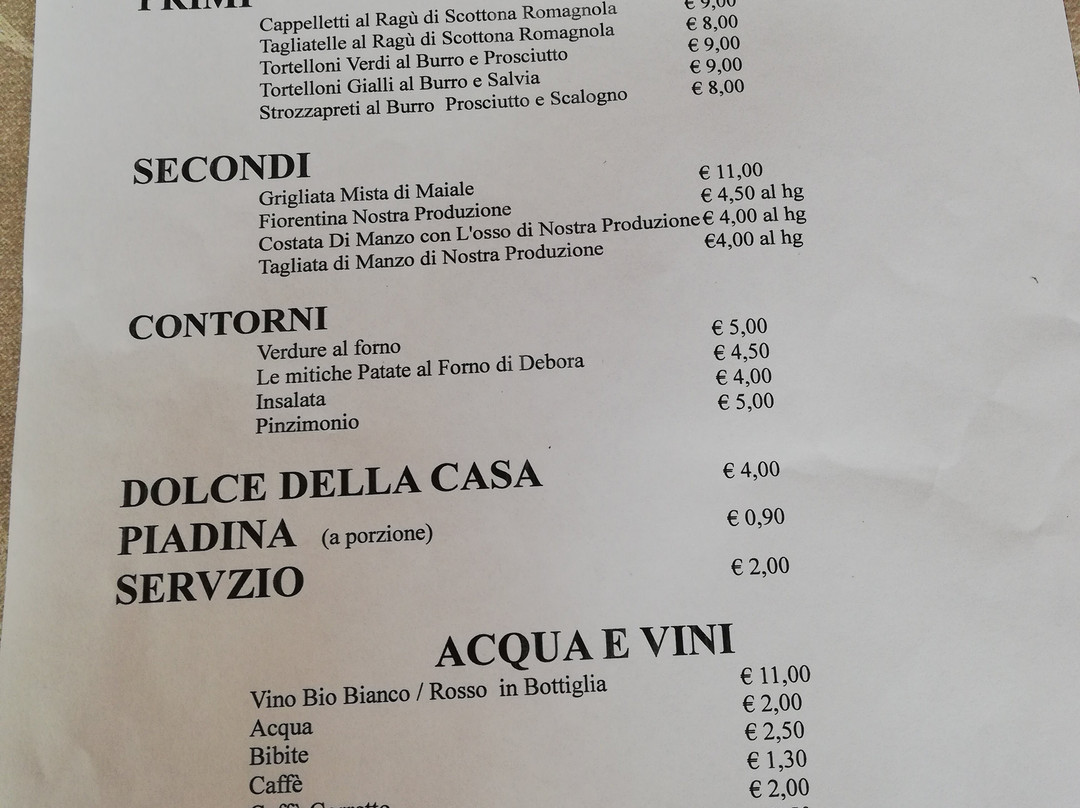 PRIMI
Cappelletti al Ragù di Scottona Romagnola € 9,00
Tagliatelle al Ragù di Scottona Romagnola € 8,00
Tortelloni Verdi al Burro e Prosciutto € 9,00
Tortelloni Gialli al Burro e Salvia € 9,00
Strozzapreti al Burro Prosciutto e Scalogno € 8,00
SECONDI
Grigliata Mista di Maiale € 11,00
Fiorentina Nostra Produzione € 4,50 al hg
Costata Di Manzo con L'osso di Nostra Produzione € 4,00 al hg
Tagliata di Manzo di Nostra Produzione €4,00 al hg
CONTORNI
Verdure al forno € 5,00
Le mitiche Patate al Forno di Debora € 4,50
Insalata € 4,00
Pinzimonio € 5,00
DOLCE DELLA CASA € 4,00
PIADINA (a porzione) € 0,90
SERVZIO € 2,00
ACQUA E VINI
Vino Bio Bianco / Rosso in Bottiglia € 11,00
Acqua € 2,00
Bibite € 2,50
Caffè € 1,30
Caffè Corretto € 2,00